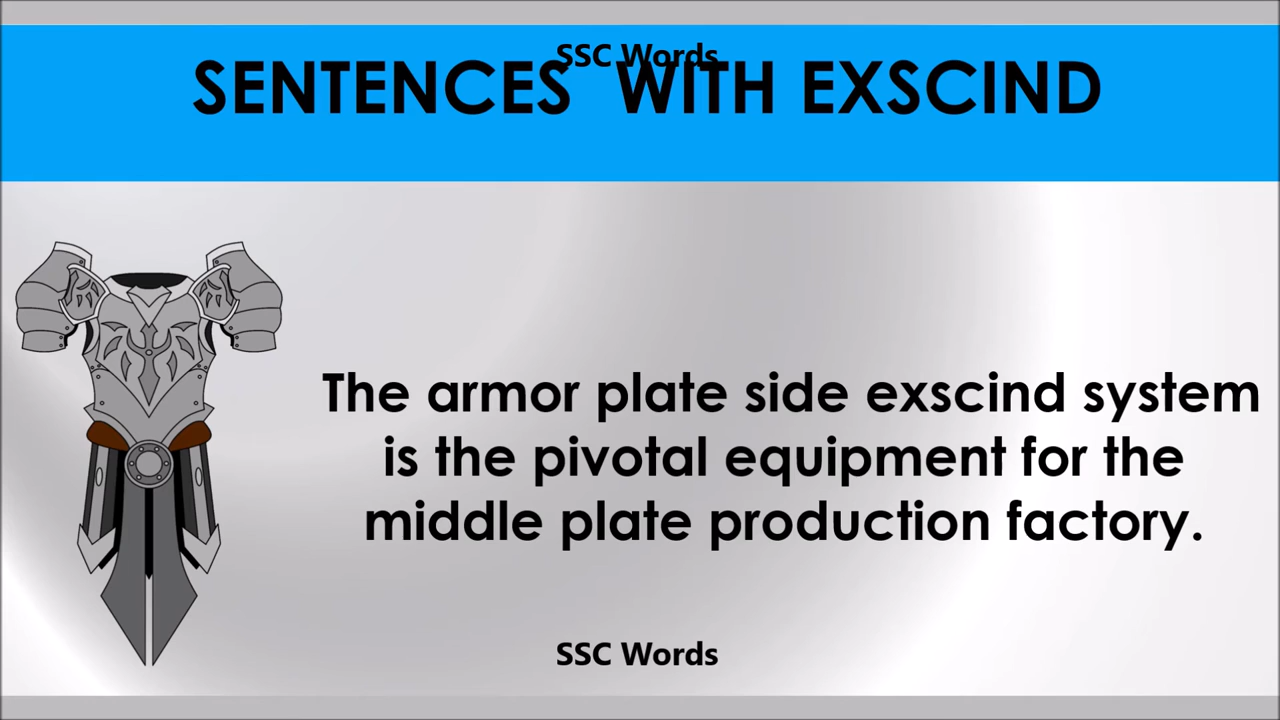 SSC Words
SENTENCES WITH EXSCIND
The armor plate side exscind system
is the pivotal equipment for the
middle plate production factory.
SSC Words